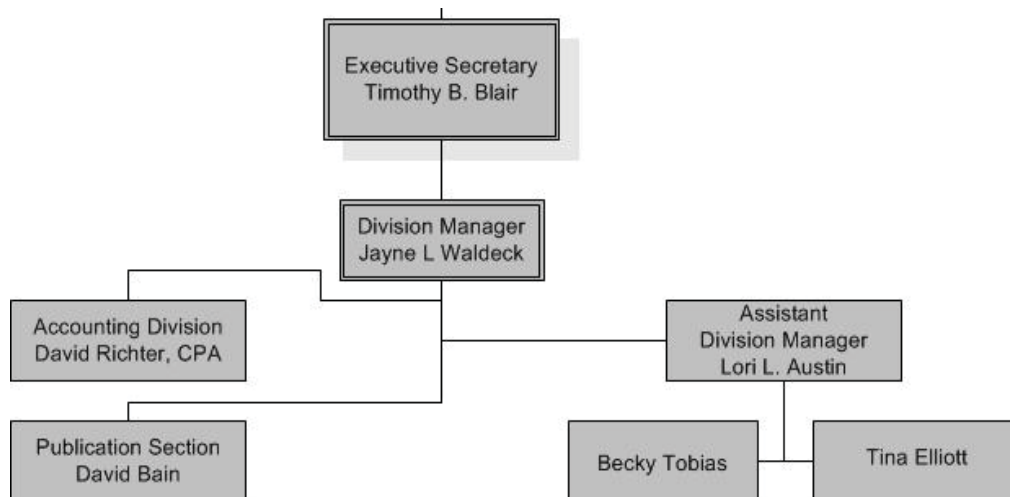 Executive Secretary
Timothy B. Blair
Division Manager
Jayne L Waldeck
Accounting Division
David Richter, CPA
Assistant
Division Manager
Lori L. Austin
Publication Section
David Bain
Becky Tobias
Tina Elliott